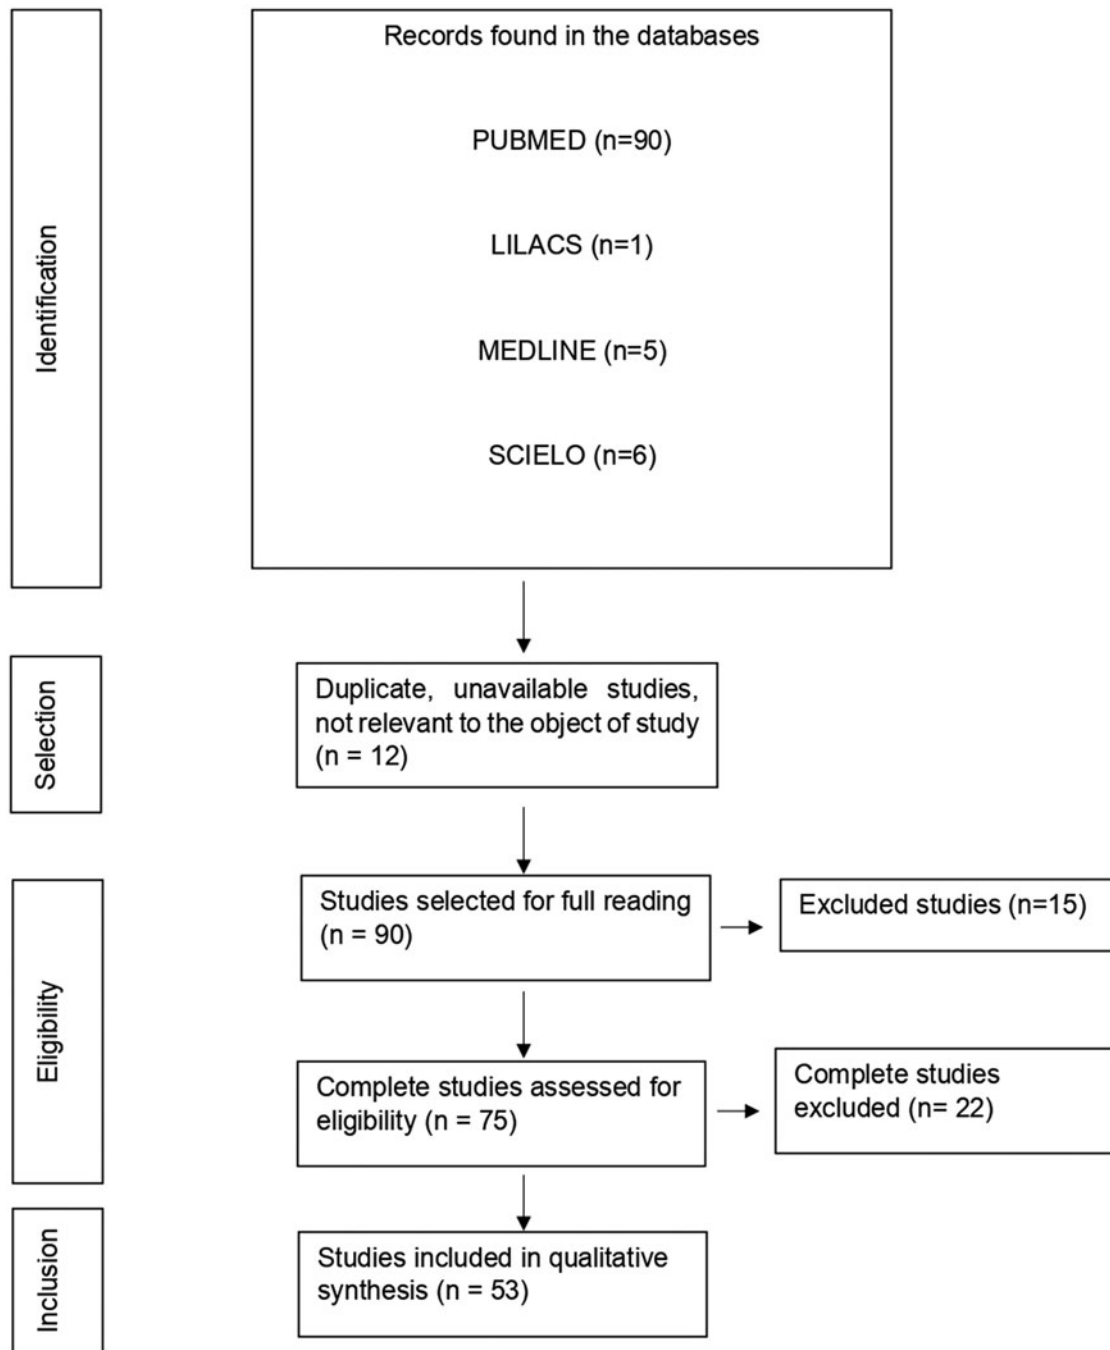 Identification
Records found in the databases
PUBMED (n=90)
LILACS (n=1)
MEDLINE (n=5)
SCIELO (n=6)
Selection
Duplicate, unavailable studies,
not relevant to the object of study
(n = 12)
Eligibility
Studies selected for full reading
(n = 90)
Excluded studies (n=15)
Complete studies assessed for
eligibility (n = 75)
Complete studies
excluded (n= 22)
Inclusion
Studies included in qualitative
synthesis (n = 53)